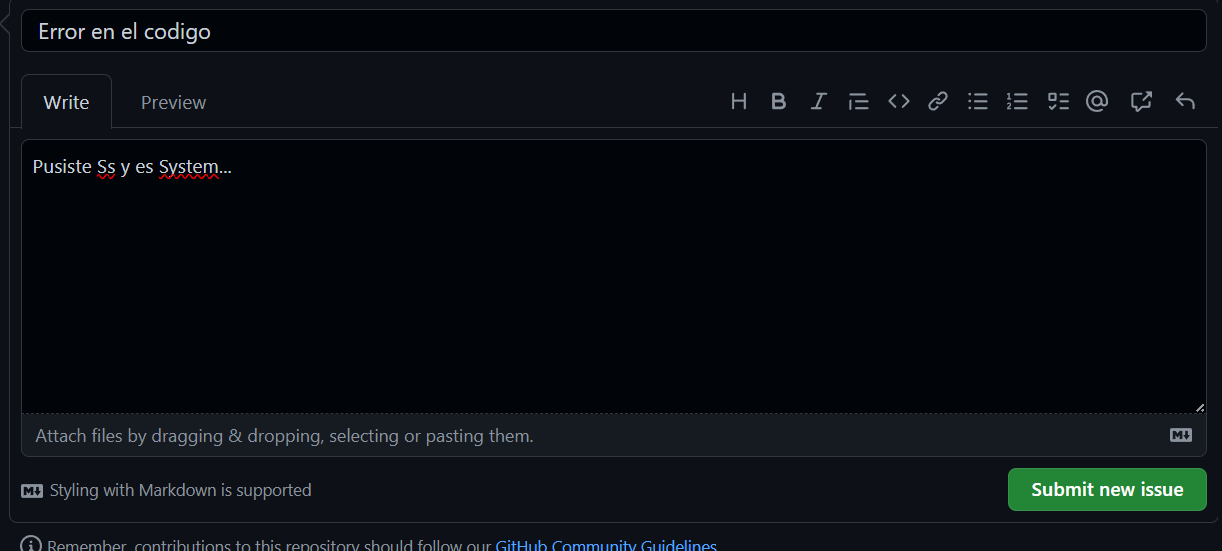 Error en el codigo
Write Preview
Pusiste Ss y es System...
Attach files by dragging & dropping, selecting or pasting them.
Styling with Markdown is supported
Submit new issue
Remember, contributions to this repository should follow our GitHub Community Guidelines